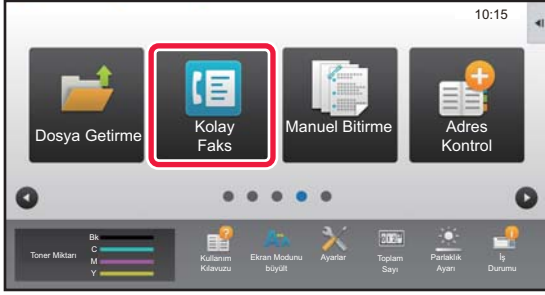 10:15
Dosya Getirme
Kolay
Faks
Manuel Bitirme
Adres
Kontrol
Toner Miktarı
Bk
C
M
Y
Kullanım
Kılavuzu
Ekran Modunu
büyült
Ayarlar
Toplam
Sayı
Parlaklık
Ayarı
İş
Durumu